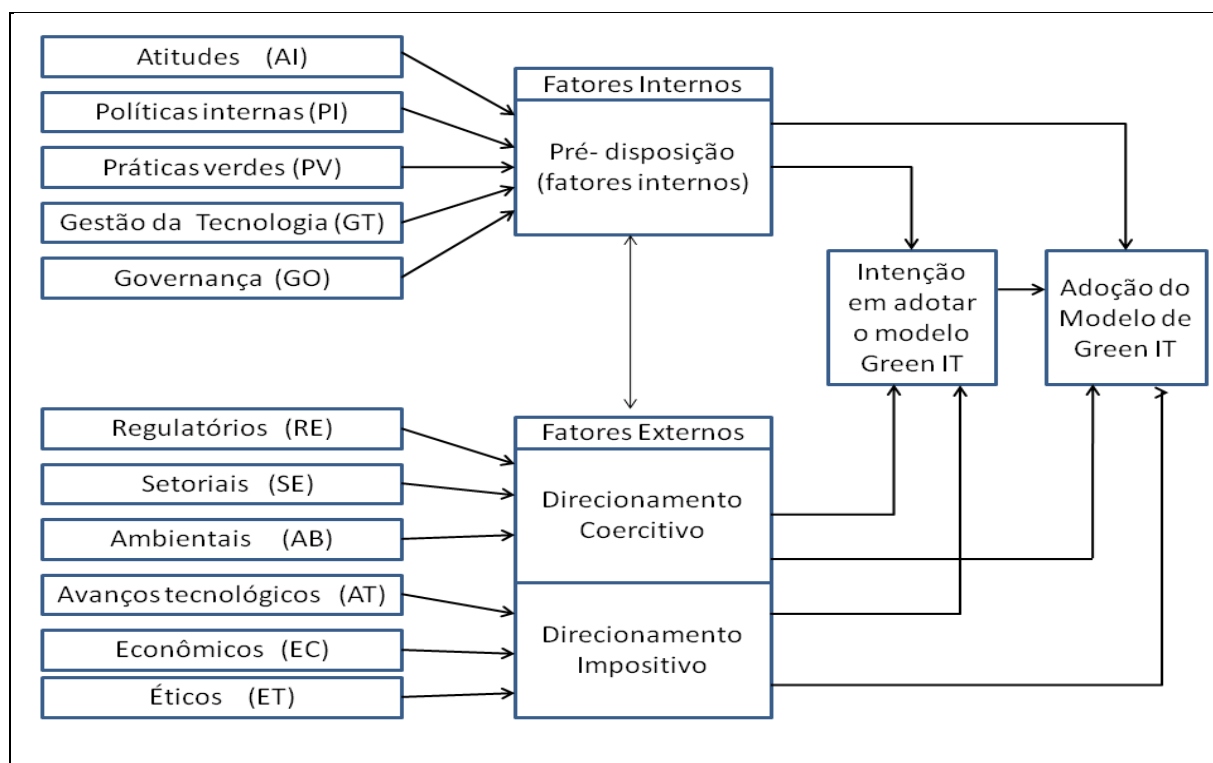 Atitudes (AI)
Políticas internas (PI)
Práticas verdes (PV)
Gestão da Tecnologia (GT)
Governança (GO)
Fatores Internos
Pré- disposição
(fatores internos)
Intenção
em adotar
o modelo
Green IT
Adoção do
Modelo de
Green IT
Regulatórios (RE)
Setoriais (SE)
Ambientais (AB)
Avanços tecnológicos (AT)
Econômicos (EC)
Éticos (ET)
Fatores Externos
Direcionamento
Coercitivo
Direcionamento
Impositivo